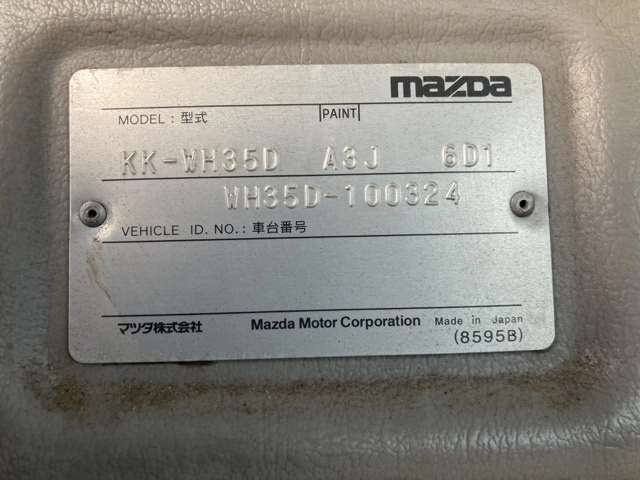 mazda
MODEL : 型式 PAINT
KK-WH35D A3J 6D1
WH35D-100324
VEHICLE ID. NO. : 車台番号
マツダ株式会社 Mazda Motor Corporation Made in Japan
(8595B)